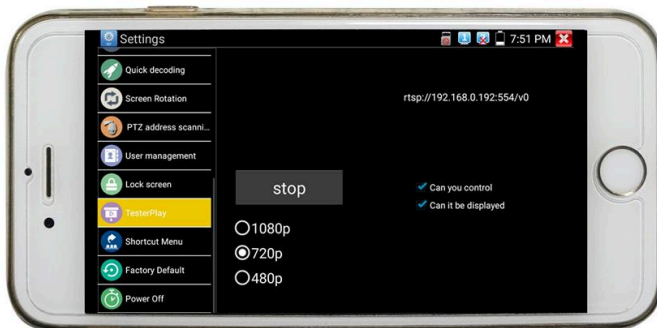 Settings
7:51 PM
Quick decoding
Screen Rotation
rtsp://192.168.0.192:554/v0
PTZ address scanni...
User management
Lock screen
stop
Can you control
TesterPlay
Can it be displayed
Shortcut Menu
1080p
720p
Factory Default
480p
Power Off